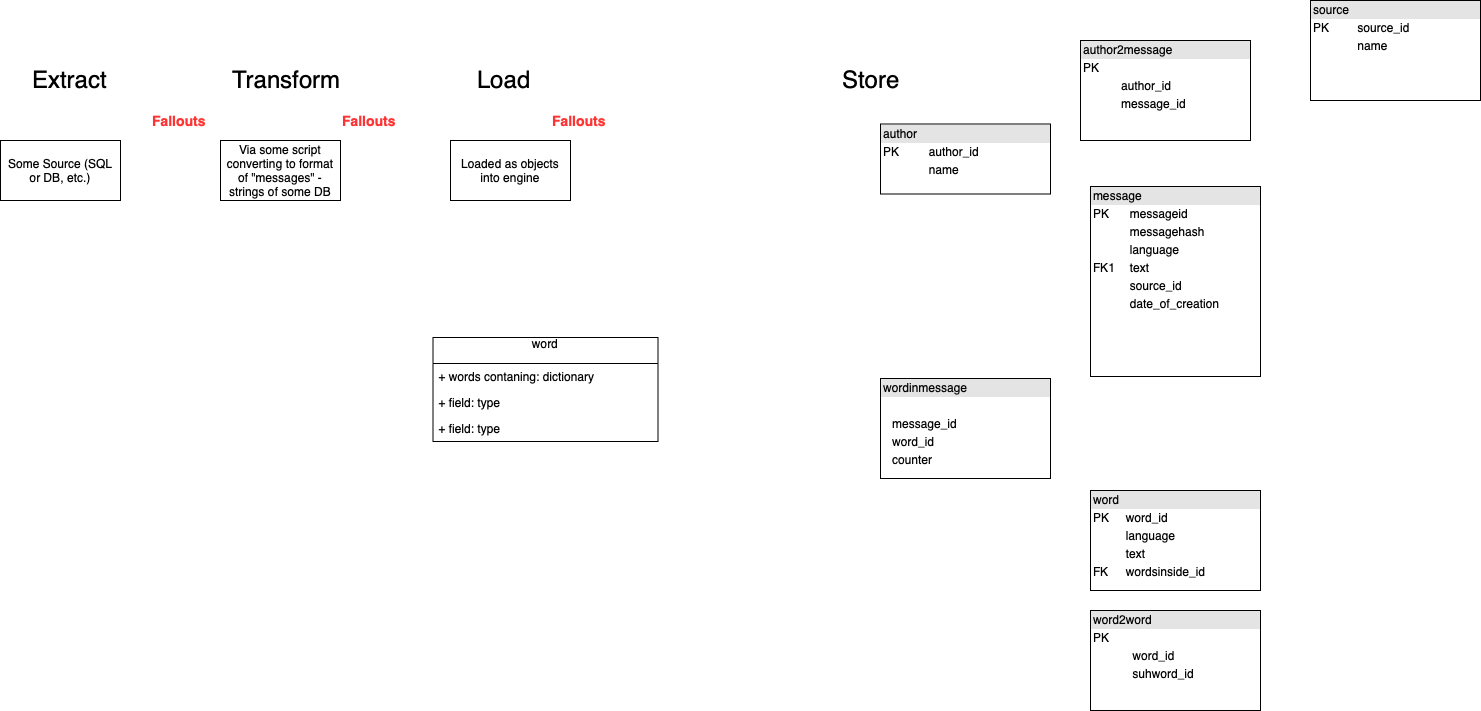 Extract
Transform
Load
Store
Fallouts
Fallouts
Fallouts
Some Source (SQL
or DB, etc.)
Via some script
converting to format
of "messages" -
strings of some DB
Loaded as objects
into engine
word
+ words contaning: dictionary
+ field: type
+ field: type
author
PK author_id
name
author2message
PK
author_id
message_id
source
PK source_id
name
message
PK messageid
messagehash
language
FK1 text
source_id
date_of_creation
wordinmessage
message_id
word_id
counter
word
PK word_id
language
text
FK wordsinside_id
word2word
PK
word_id
suhword_id